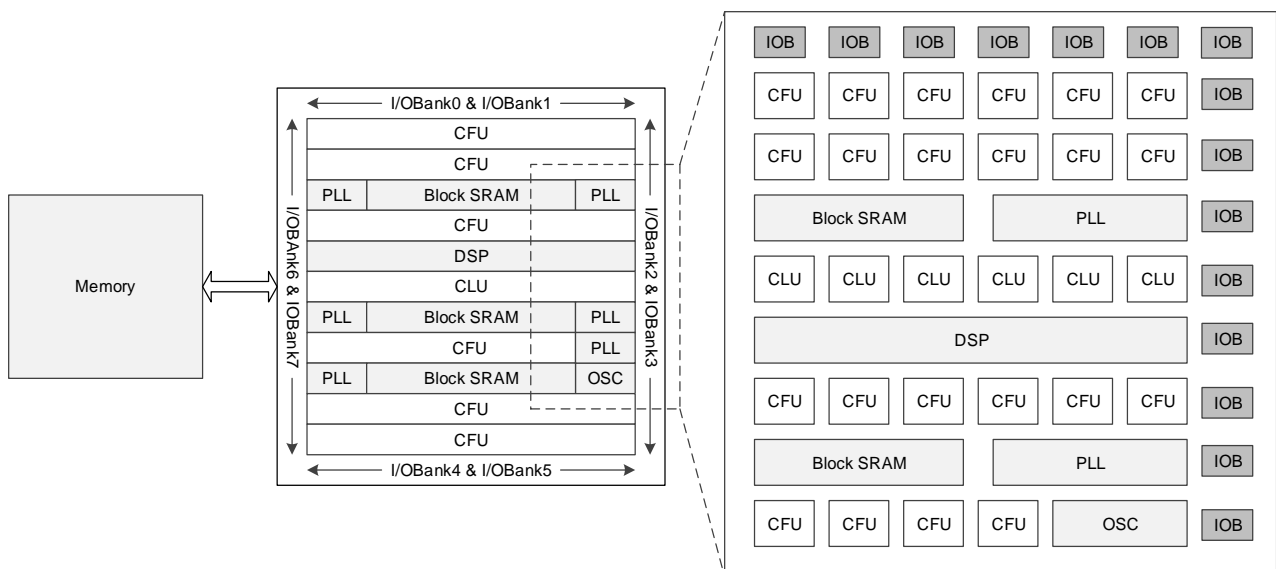 Memory
I/OBank0 & I/OBank1
I/OBAnk6 & IOBank7
CFU
CFU
PLL Block SRAM PLL
CFU
DSP
CLU
PLL Block SRAM PLL
CFU PLL
PLL Block SRAM OSC
CFU
CFU
I/OBank2 & IOBank3
I/OBank4 & I/OBank5
IOB IOB IOB IOB IOB IOB IOB
CFU CFU CFU CFU CFU CFU IOB
CFU CFU CFU CFU CFU CFU IOB
Block SRAM PLL IOB
CLU CLU CLU CLU CLU CLU IOB
DSP IOB
CFU CFU CFU CFU CFU CFU IOB
Block SRAM PLL IOB
CFU CFU CFU CFU OSC IOB